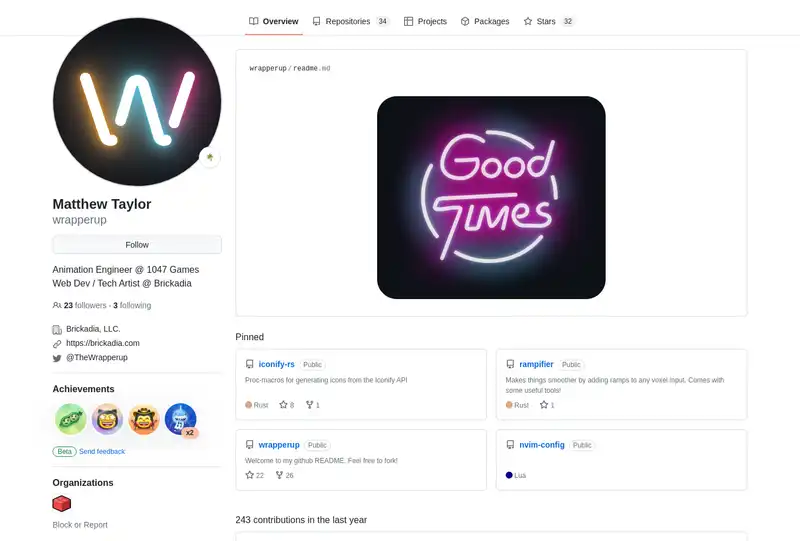 Overview
Repositories 34
Projects
Packages
Stars 32
W
Matthew Taylor
wrapperup
Follow
Animation Engineer @ 1047 Games
Web Dev / Tech Artist @ Brickadia
23 followers · 3 following
Brickadia, LLC.
https://brickadia.com
@TheWrapperup
Achievements
x2
Beta Send feedback
Organizations
Block or Report
wrapperup / readme.md
Good
Times
Pinned
iconify-rs Public
Proc-macros for generating icons from the Iconify API
Rust 8 1
rampifier Public
Makes things smoother by adding ramps to any voxel input. Comes with
some useful tools!
Rust 1
wrapperup Public
Welcome to my github README. Feel free to fork!
22 26
nvim-config Public
Lua
243 contributions in the last year